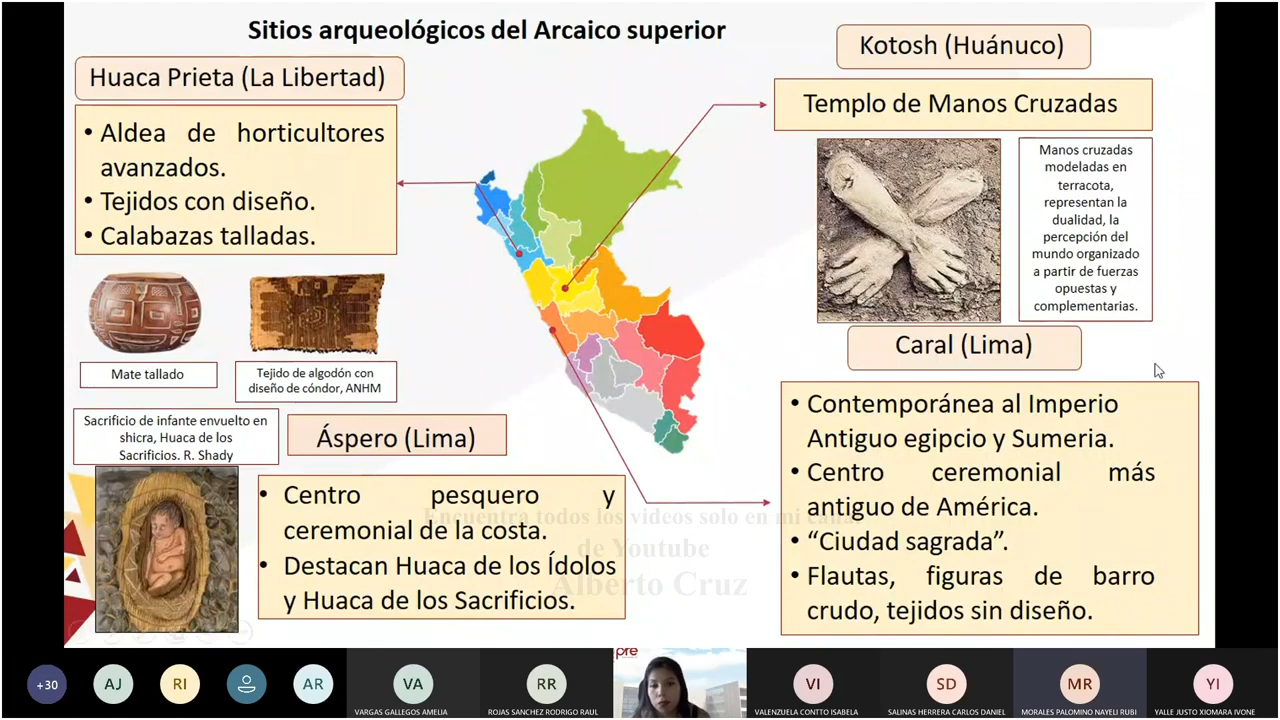 Sitios arqueológicos del Arcaico superior
Huaca Prieta (La Libertad)
• Aldea de horticultores
avanzados.
• Tejidos con diseño.
• Calabazas talladas.
Mate tallado
Tejido de algodón con
diseño de cóndor, ANHM
Sacrificio de infante envuelto en
shicra, Huaca de los
Sacrificios. R. Shady
Áspero (Lima)
• Centro pesquero y
ceremonial de la costa.
• Destacan Huaca de los Ídolos
y Huaca de los Sacrificios.
Kotosh (Huánuco)
Templo de Manos Cruzadas
Manos cruzadas
modeladas en
terracota,
representan la
dualidad, la
percepción del
mundo organizado
a partir de fuerzas
opuestas y
complementarias.
Caral (Lima)
• Contemporánea al Imperio
Antiguo egipcio y Sumeria.
• Centro ceremonial más
antiguo de América.
• “Ciudad sagrada”.
• Flautas, figuras de barro
crudo, tejidos sin diseño.
Encuentra todos los videos solo en mi canal
de Youtube
Alberto Cruz
+30
AJ
RI
AR
VA
VARGAS GALLEGOS AMELIA
RR
ROJAS SANCHEZ RODRIGO RAUL
pre
VI
VALENZUELA CONTTO ISABELA
SD
SALINAS HERRERA CARLOS DANIEL
MR
MORALES PALOMINO NAYELI RUBI
YI
YALLE JUSTO XIOMARA IVONE